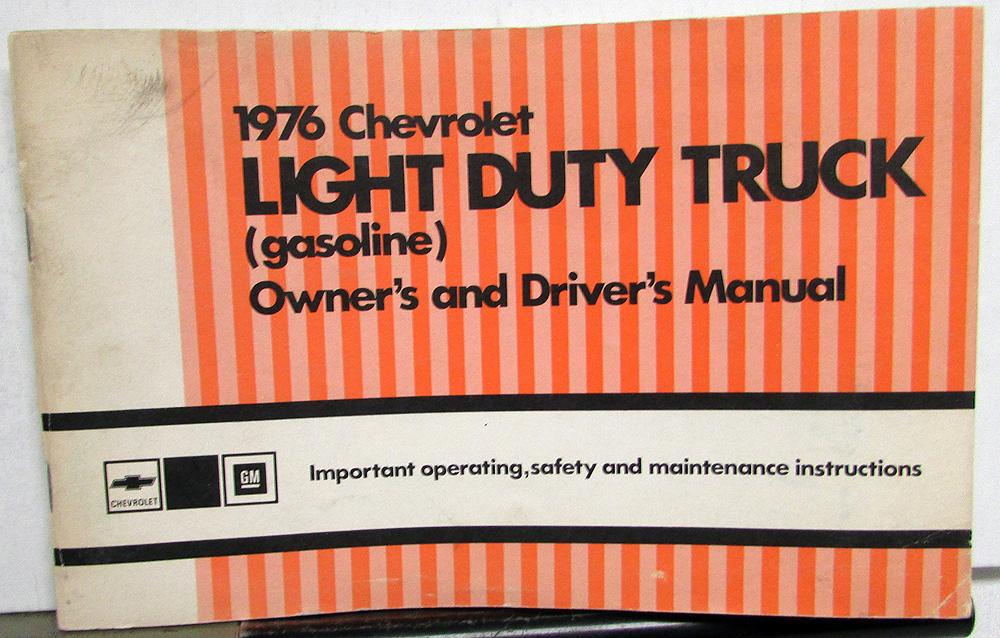 1976 Chevrolet
LIGHT DUTY TRUCK
(gasoline)
Owner's and Driver's Manual
CHEVROLET
GM
Important operating, safety and maintenance instructions